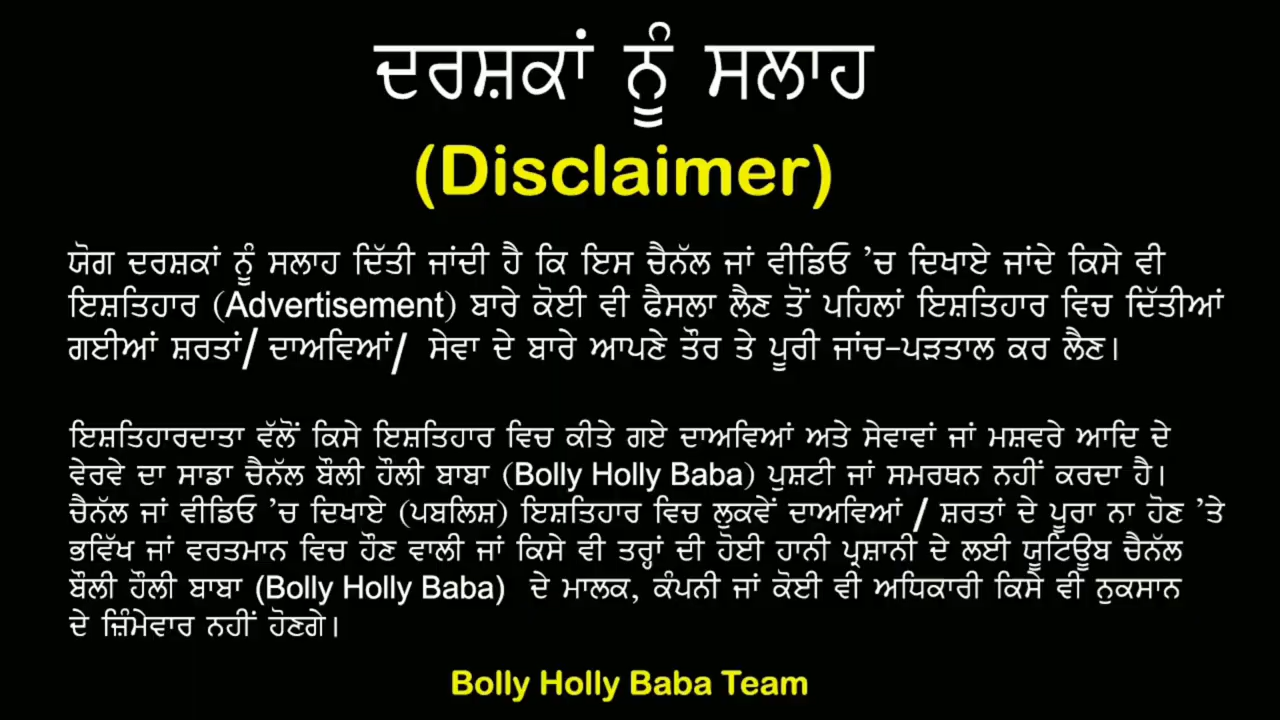 ਦਰਸ਼ਕਾਂ ਨੂੰ ਸਲਾਹ
(Disclaimer)
ਯੋਗ ਦਰਸ਼ਕਾਂ ਨੂੰ ਸਲਾਹ ਦਿੱਤੀ ਜਾਂਦੀ ਹੈ ਕਿ ਇਸ ਚੈਨੱਲ ਜਾਂ ਵੀਡਿਓ ’ਚ ਦਿਖਾਏ ਜਾਂਦੇ ਕਿਸੇ ਵੀ
ਇਸ਼ਤਿਹਾਰ (Advertisement) ਬਾਰੇ ਕੋਈ ਵੀ ਫੈਸਲਾ ਲੈਣ ਤੋਂ ਪਹਿਲਾਂ ਇਸ਼ਤਿਹਾਰ ਵਿਚ ਦਿੱਤੀਆਂ
ਗਈਆਂ ਸ਼ਰਤਾਂ/ ਦਾਅਵਿਆਂ/ ਸੇਵਾ ਦੇ ਬਾਰੇ ਆਪਣੇ ਤੌਰ ਤੇ ਪੂਰੀ ਜਾਂਚ-ਪੜਤਾਲ ਕਰ ਲੈਣ।
ਇਸ਼ਤਿਹਾਰਦਾਤਾ ਵੱਲੋਂ ਕਿਸੇ ਇਸ਼ਤਿਹਾਰ ਵਿਚ ਕੀਤੇ ਗਏ ਦਾਅਵਿਆਂ ਅਤੇ ਸੇਵਾਵਾਂ ਜਾਂ ਮਸ਼ਵਰੇ ਆਦਿ ਦੇ
ਵੇਰਵੇ ਦਾ ਸਾਡਾ ਚੈਨੱਲ ਬੌਲੀ ਹੌਲੀ ਬਾਬਾ (Bolly Holly Baba) ਪੁਸ਼ਟੀ ਜਾਂ ਸਮਰਥਨ ਨਹੀਂ ਕਰਦਾ ਹੈ।
ਚੈਨੱਲ ਜਾਂ ਵੀਡਿਓ ’ਚ ਦਿਖਾਏ (ਪਬਲਿਸ਼) ਇਸ਼ਤਿਹਾਰ ਵਿਚ ਲੁਕਵੇਂ ਦਾਅਵਿਆਂ / ਸ਼ਰਤਾਂ ਦੇ ਪੂਰਾ ਨਾ ਹੋਣ ’ਤੇ
ਭਵਿੱਖ ਜਾਂ ਵਰਤਮਾਨ ਵਿਚ ਹੌਣ ਵਾਲੀ ਜਾਂ ਕਿਸੇ ਵੀ ਤਰ੍ਹਾਂ ਦੀ ਹੋਈ ਹਾਨੀ ਪ੍ਰਸ਼ਾਨੀ ਦੇ ਲਈ ਯੂਟਿਊਬ ਚੈਨੱਲ
ਬੌਲੀ ਹੌਲੀ ਬਾਬਾ (Bolly Holly Baba) ਦੇ ਮਾਲਕ, ਕੰਪਨੀ ਜਾਂ ਕੋਈ ਵੀ ਅਧਿਕਾਰੀ ਕਿਸੇ ਵੀ ਨੁਕਸਾਨ
ਦੇ ਜ਼ਿੰਮੇਵਾਰ ਨਹੀਂ ਹੋਣਗੇ।
Bolly Holly Baba Team